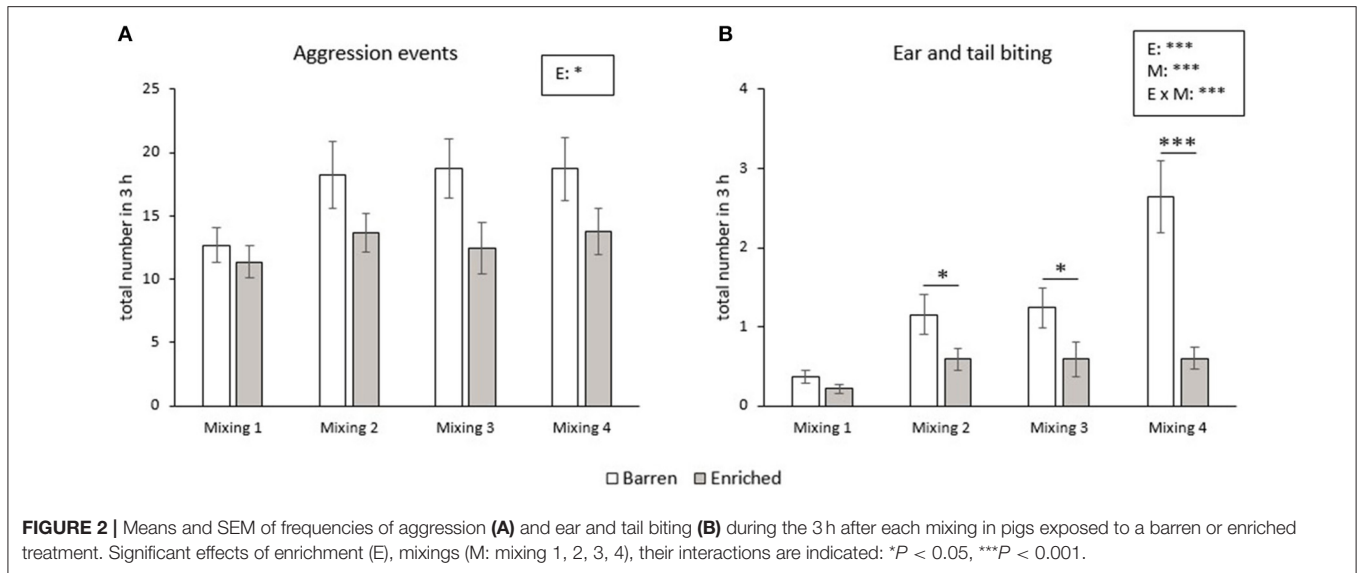 A
Aggression events
E: *
total number in 3 h
25
20
15
10
5
0
Mixing 1 Mixing 2 Mixing 3 Mixing 4
B
Ear and tail biting
E: ***
M: ***
E x M: ***
total number in 3 h
4
3
2
1
0
*
*
***
Mixing 1 Mixing 2 Mixing 3 Mixing 4
Barren Enriched
FIGURE 2 | Means and SEM of frequencies of aggression (A) and ear and tail biting (B) during the 3 h after each mixing in pigs exposed to a barren or enriched
treatment. Significant effects of enrichment (E), mixings (M: mixing 1, 2, 3, 4), their interactions are indicated: *P < 0.05, ***P < 0.001.